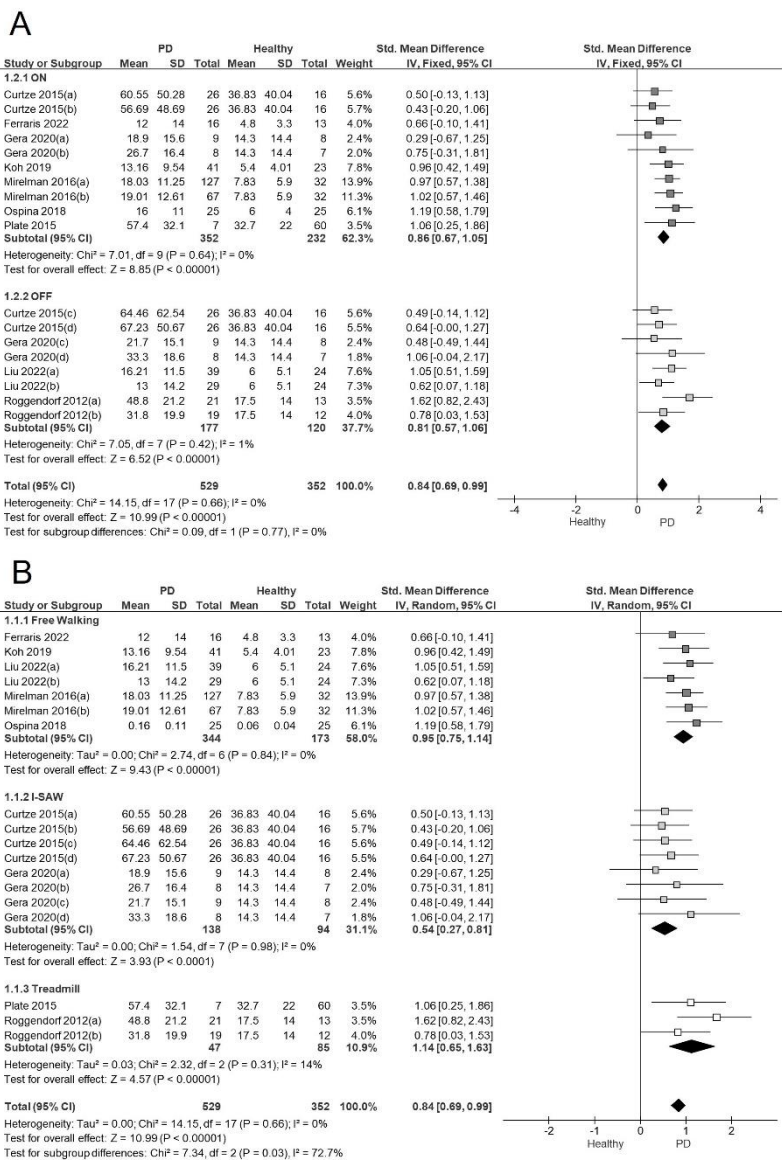 A
PD Healthy Std. Mean Difference Std. Mean Difference
Study or Subgroup Mean SD Total Mean SD Total Weight IV, Fixed, 95% CI IV, Fixed, 95% CI
1.2.1 ON
Curtze 2015(a) 60.55 50.28 26 36.83 40.04 16 5.6% 0.50 [-0.13, 1.13]
Curtze 2015(b) 56.69 48.69 26 36.83 40.04 16 5.7% 0.43 [-0.20, 1.06]
Ferraris 2022 12 14 16 4.8 3.3 13 4.0% 0.66 [-0.10, 1.41]
Gera 2020(a) 18.9 15.6 9 14.3 14.4 8 2.4% 0.29 [-0.67, 1.25]
Gera 2020(b) 26.7 16.4 8 14.3 14.4 7 2.0% 0.75 [-0.31, 1.81]
Koh 2019 13.16 9.54 41 5.4 4.01 23 7.8% 0.96 [0.42, 1.49]
Mirelman 2016(a) 18.03 11.25 127 7.83 5.9 32 13.9% 0.97 [0.57, 1.38]
Mirelman 2016(b) 19.01 12.61 67 7.83 5.9 32 11.3% 1.02 [0.57, 1.46]
Ospina 2018 16 11 25 6 4 25 6.1% 1.19 [0.58, 1.79]
Plate 2015 57.4 32.1 7 32.7 22 60 3.5% 1.06 [0.25, 1.86]
Subtotal (95% CI) 352 232 62.3% 0.86 [0.67, 1.05]
Heterogeneity: Chi² = 7.01, df = 9 (P = 0.64); I² = 0%
Test for overall effect: Z = 8.85 (P < 0.00001)
1.2.2 OFF
Curtze 2015(c) 64.46 62.54 26 36.83 40.04 16 5.6% 0.49 [-0.14, 1.12]
Curtze 2015(d) 67.23 50.67 26 36.83 40.04 16 5.5% 0.64 [-0.00, 1.27]
Gera 2020(c) 21.7 15.1 9 14.3 14.4 8 2.4% 0.48 [-0.49, 1.44]
Gera 2020(d) 33.3 18.6 8 14.3 14.4 7 1.8% 1.06 [-0.04, 2.17]
Liu 2022(a) 16.21 11.5 39 6 5.1 24 7.7% 1.05 [0.51, 1.59]
Liu 2022(b) 13 14.2 29 6 5.1 24 7.3% 0.62 [0.07, 1.18]
Roggendorf 2012(a) 48.8 21.2 21 17.5 14 13 3.4% 1.62 [0.82, 2.43]
Roggendorf 2012(b) 31.8 19.9 19 17.5 14 12 4.0% 0.78 [0.03, 1.53]
Subtotal (95% CI) 177 120 37.7% 0.81 [0.57, 1.06]
Heterogeneity: Chi² = 7.05, df = 7 (P = 0.42); I² = 1%
Test for overall effect: Z = 6.52 (P < 0.00001)
Total (95% CI) 529 352 100.0% 0.84 [0.69, 0.99]
Heterogeneity: Chi² = 14.15, df = 17 (P = 0.66); I² = 0%
Test for overall effect: Z = 10.99 (P < 0.00001)
Test for subgroup differences: Chi² = 0.09, df = 1 (P = 0.77), I² = 0%
-4 -2 0 2 4
Healthy PD
B
PD Healthy Std. Mean Difference Std. Mean Difference
Study or Subgroup Mean SD Total Mean SD Total Weight IV, Random, 95% CI IV, Random, 95% CI
1.1.1 Free Walking
Ferraris 2022 12 14 16 4.8 3.3 13 4.0% 0.66 [-0.10, 1.41]
Koh 2019 13.16 9.54 41 5.4 4.01 23 7.8% 0.96 [0.42, 1.49]
Liu 2022(a) 16.21 11.5 39 6 5.1 24 7.7% 1.05 [0.51, 1.59]
Liu 2022(b) 13 14.2 29 6 5.1 24 7.3% 0.62 [0.07, 1.18]
Mirelman 2016(a) 18.03 11.25 127 7.83 5.9 32 13.9% 0.97 [0.57, 1.38]
Mirelman 2016(b) 19.01 12.61 67 7.83 5.9 32 11.3% 1.02 [0.57, 1.46]
Ospina 2018 0.16 0.11 25 0.06 0.04 25 6.1% 1.19 [0.58, 1.79]
Subtotal (95% CI) 344 173 58.0% 0.95 [0.75, 1.14]
Heterogeneity: Tau² = 0.00; Chi² = 2.74, df = 6 (P = 0.84); I² = 0%
Test for overall effect: Z = 9.43 (P < 0.00001)
1.1.2 I-SAW
Curtze 2015(a) 60.55 50.28 26 36.83 40.04 16 5.6% 0.50 [-0.13, 1.13]
Curtze 2015(b) 56.69 48.69 26 36.83 40.04 16 5.7% 0.43 [-0.20, 1.06]
Curtze 2015(c) 64.46 62.54 26 36.83 40.04 16 5.6% 0.49 [-0.14, 1.12]
Curtze 2015(d) 67.23 50.67 26 36.83 40.04 16 5.5% 0.64 [-0.00, 1.27]
Gera 2020(a) 18.9 15.6 9 14.3 14.4 8 2.4% 0.29 [-0.67, 1.25]
Gera 2020(b) 26.7 16.4 8 14.3 14.4 7 2.0% 0.75 [-0.31, 1.81]
Gera 2020(c) 21.7 15.1 9 14.3 14.4 8 2.4% 0.48 [-0.49, 1.44]
Gera 2020(d) 33.3 18.6 8 14.3 14.4 7 1.8% 1.06 [-0.04, 2.17]
Subtotal (95% CI) 138 94 31.1% 0.54 [0.27, 0.81]
Heterogeneity: Tau² = 0.00; Chi² = 1.54, df = 7 (P = 0.98); I² = 0%
Test for overall effect: Z = 3.93 (P < 0.0001)
1.1.3 Treadmill
Plate 2015 57.4 32.1 7 32.7 22 60 3.5% 1.06 [0.25, 1.86]
Roggendorf 2012(a) 48.8 21.2 21 17.5 14 13 3.4% 1.62 [0.82, 2.43]
Roggendorf 2012(b) 31.8 19.9 19 17.5 14 12 4.0% 0.78 [0.03, 1.53]
Subtotal (95% CI) 47 85 10.9% 1.14 [0.65, 1.63]
Heterogeneity: Tau² = 0.03; Chi² = 2.32, df = 2 (P = 0.31); I² = 14%
Test for overall effect: Z = 4.57 (P < 0.00001)
Total (95% CI) 529 352 100.0% 0.84 [0.69, 0.99]
Heterogeneity: Tau² = 0.00; Chi² = 14.15, df = 17 (P = 0.66); I² = 0%
Test for overall effect: Z = 10.99 (P < 0.00001)
Test for subgroup differences: Chi² = 7.34, df = 2 (P = 0.03), I² = 72.7%
-2 -1 0 1 2
Healthy PD